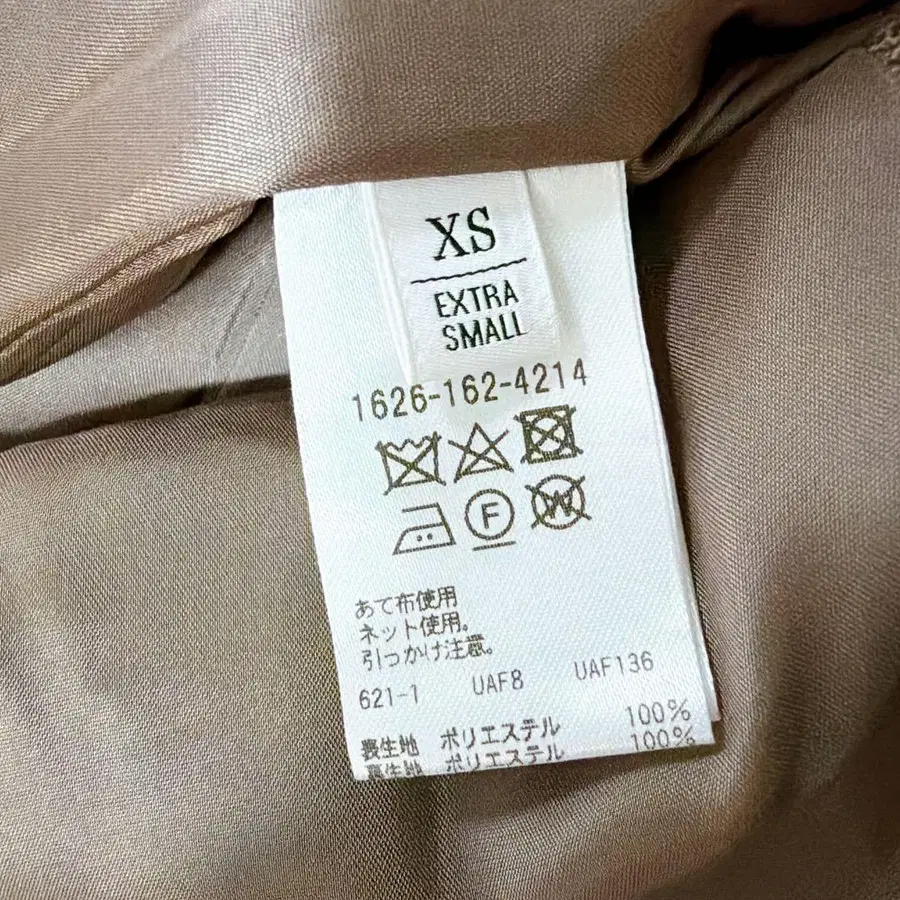 XS
EXTRA
SMALL
1626-162-4214
F
W
あて布使用
ネット使用。
引っかけ注意。
621-1 UAF8 UAF136
表生地 ポリエステル 100%
裏生地 ポリエステル 100%